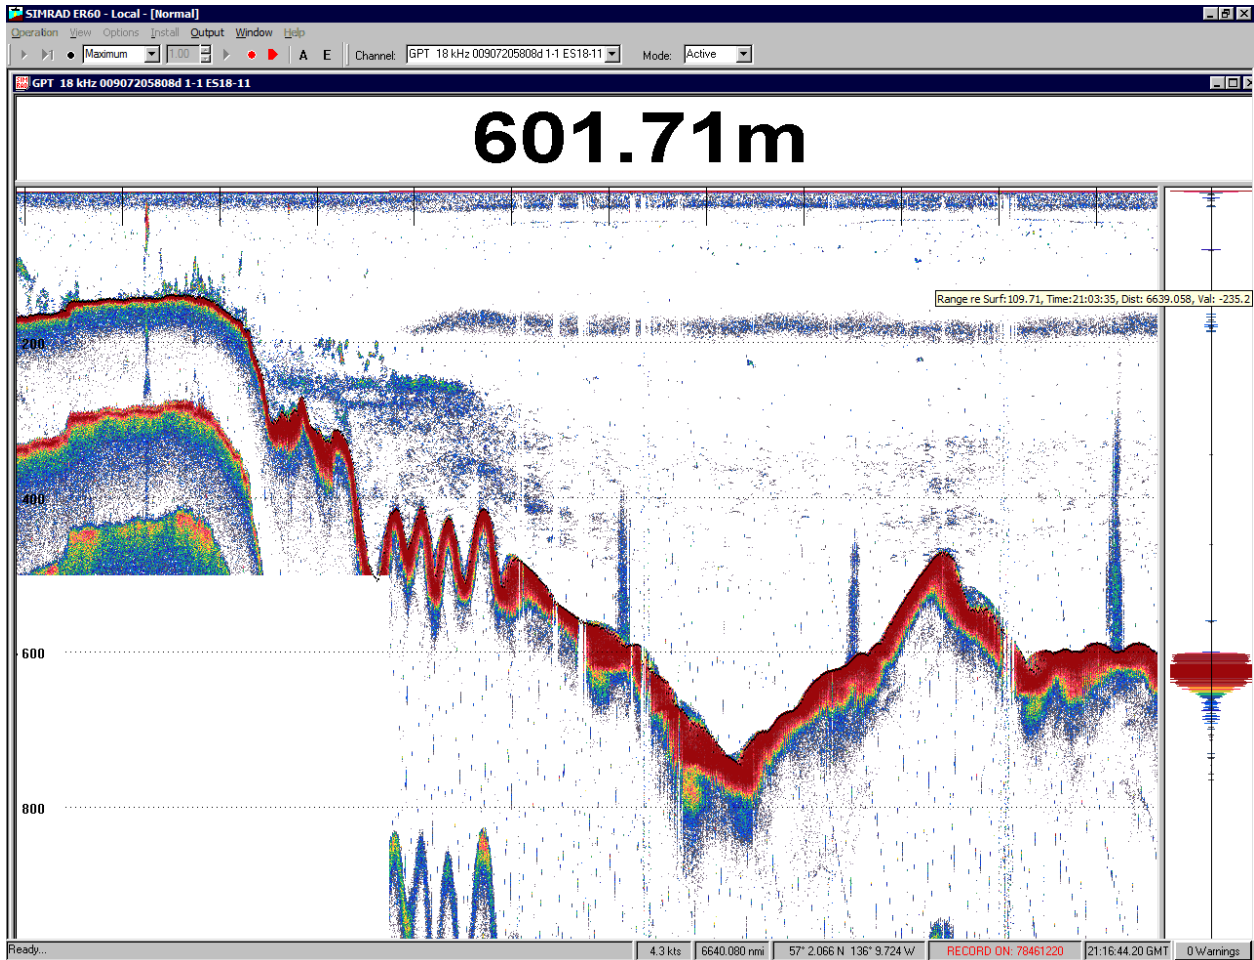 SIMRAD ER60 - Local - [Normal]
Operation View Options Install Output Window Help
Maximum 1.00 A E Channel: GPT 18 kHz 00907205808d 1-1 ES18-11 Mode: Active
SIM RAD GPT 18 kHz 00907205808d 1-1 ES18-11
601.71m
Range re Surf: 109.71, Time: 21:03:35, Dist: 6639.058, Val: -235.2
200
400
600
800
Ready... 4.3 kts 6640.080 nmi 57° 2.066 N 136° 9.724 W RECORD ON: 78461220 21:16:44.20 GMT 0 Warnings